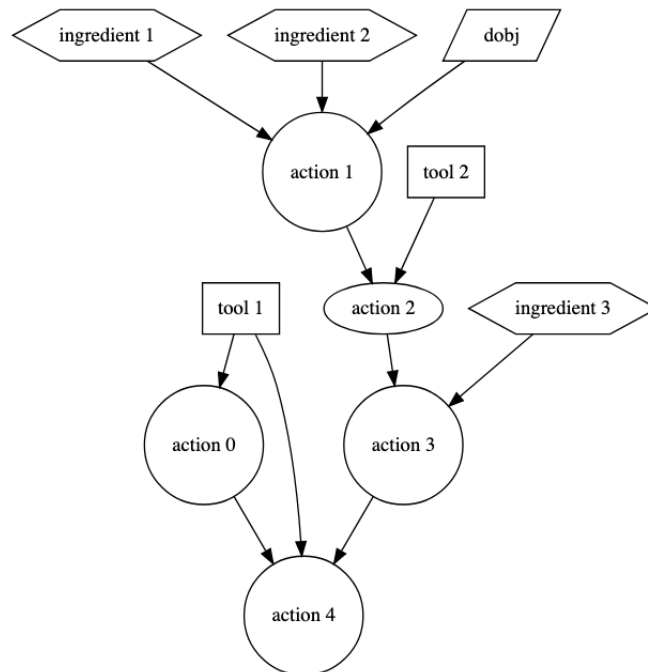 ingredient 1
ingredient 2
dobj
action 1
tool 2
tool 1
action 2
ingredient 3
action 0
action 3
action 4